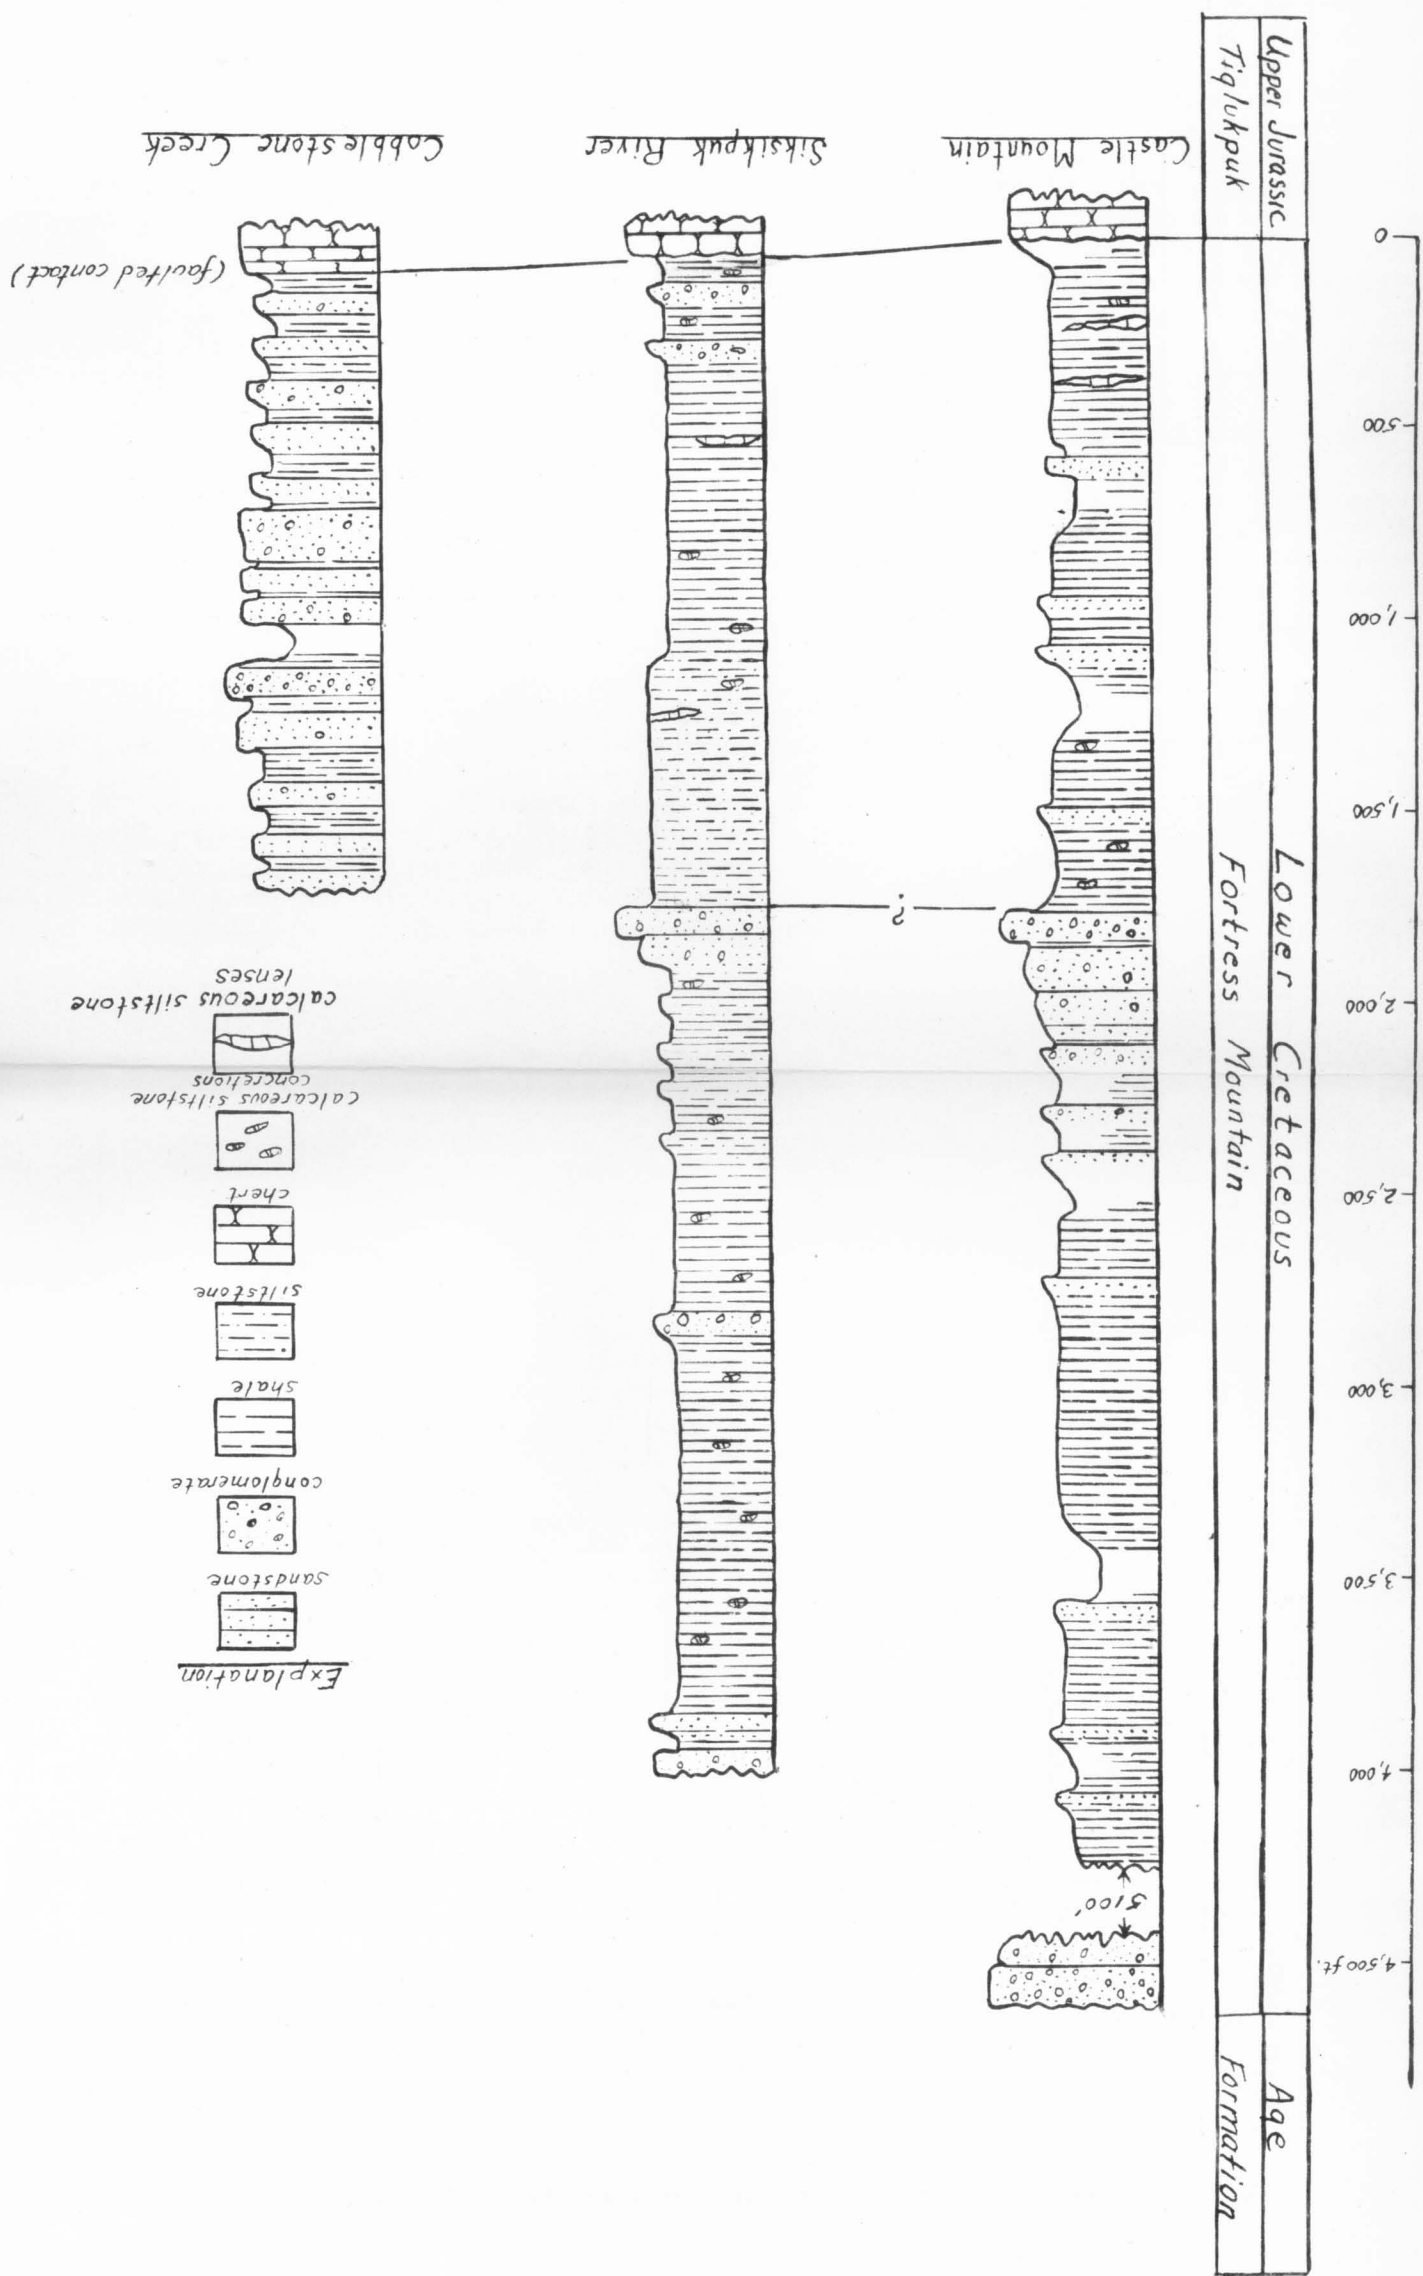 Age
Formation
Lower Cretaceous
Fortress Mountain
Upper Jurassic
Tiglukpuk
4,500 ft.
4,000
3,500
3,000
2,500
2,000
1,500
1,000
500
0
5100'
?
Castle Mountain
Siksikpuk River
Cobblestone Creek
(faulted contact)
Explanation
sandstone
conglomerate
shale
siltstone
chert
calcareous siltstone
concretions
calcareous siltstone
lenses